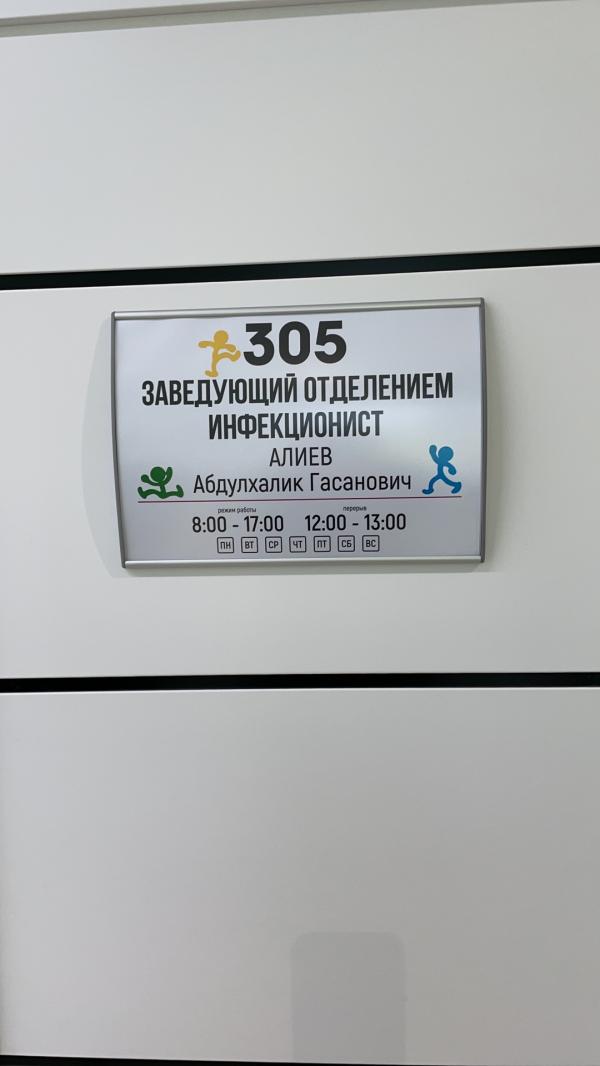 305
ЗАВЕДУЮЩИЙ ОТДЕЛЕНИЕМ
ИНФЕКЦИОНИСТ
АЛИЕВ
Абдулхалик Гасанович
режим работы перерыв
8:00 - 17:00 12:00 - 13:00
ПН ВТ СР ЧТ ПТ СБ ВС